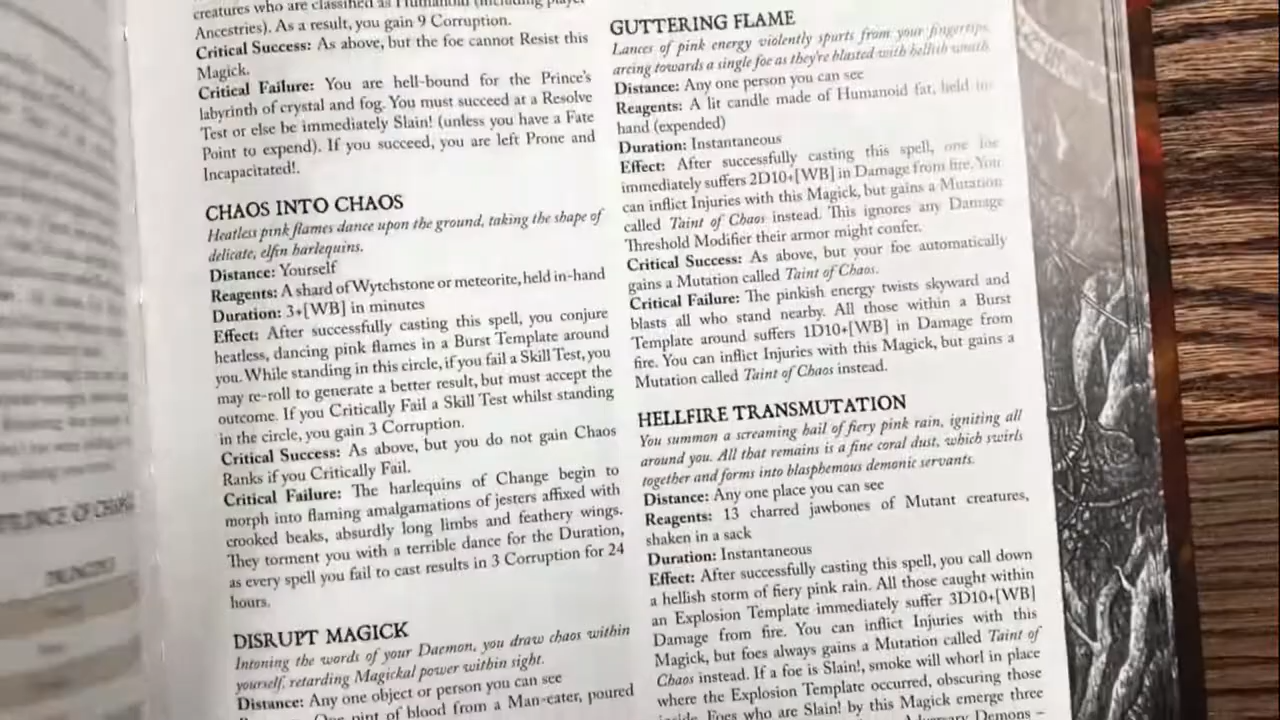 creatures who are classified as Humanoid (including player
Ancestries). As a result, you gain 9 Corruption.
Critical Success: As above, but the foe cannot Resist this
Magick.
Critical Failure: You are hell-bound for the Prince's
labyrinth of crystal and fog. You must succeed at a Resolve
Test or else be immediately Slain! (unless you have a Fate
Point to expend). If you succeed, you are left Prone and
Incapacitated!.
CHAOS INTO CHAOS
Heatless pink flames dance upon the ground, taking the shape of
delicate, elfin harlequins.
Distance: Yourself
Reagents: A shard of Wytchstone or meteorite, held in-hand
Duration: 3+[WB] in minutes
Effect: After successfully casting this spell, you conjure
heatless, dancing pink flames in a Burst Template around
you. While standing in this circle, if you fail a Skill Test, you
may re-roll to generate a better result, but must accept the
outcome. If you Critically Fail a Skill Test whilst standing
in the circle, you gain 3 Corruption.
Critical Success: As above, but you do not gain Chaos
Ranks if you Critically Fail.
Critical Failure: The harlequins of Change begin to
morph into flaming amalgamations of jesters affixed with
crooked beaks, absurdly long limbs and feathery wings.
They torment you with a terrible dance for the Duration,
as every spell you fail to cast results in 3 Corruption for 24
hours.
DISRUPT MAGICK
Intoning the words of your Daemon, you draw chaos within
yourself, retarding Magickal power within sight.
Distance: Any one object or person you can see
One pint of blood from a Man-eater, poured
GUTTERING FLAME
Lances of pink energy violently spurts from your fingertips,
arcing towards a single foe as they're blasted with hellish wrath.
Distance: Any one person you can see
Reagents: A lit candle made of Humanoid fat, held in-
hand (expended)
Duration: Instantaneous
Effect: After successfully casting this spell, one foe
immediately suffers 2D10+[WB] in Damage from fire. You
can inflict Injuries with this Magick, but gains a Mutation
called Taint of Chaos instead. This ignores any Damage
Threshold Modifier their armor might confer.
Critical Success: As above, but your foe automatically
gains a Mutation called Taint of Chaos.
Critical Failure: The pinkish energy twists skyward and
blasts all who stand nearby. All those within a Burst
Template around suffers 1D10+[WB] in Damage from
fire. You can inflict Injuries with this Magick, but gains a
Mutation called Taint of Chaos instead.
HELLFIRE TRANSMUTATION
You summon a screaming hail of fiery pink rain, igniting all
around you. All that remains is a fine coral dust, which swirls
together and forms into blasphemous demonic servants.
Distance: Any one place you can see
Reagents: 13 charred jawbones of Mutant creatures,
shaken in a sack
Duration: Instantaneous
Effect: After successfully casting this spell, you call down
a hellish storm of fiery pink rain. All those caught within
an Explosion Template immediately suffer 3D10+[WB]
Damage from fire. You can inflict Injuries with this
Magick, but foes always gains a Mutation called Taint of
Chaos instead. If a foe is Slain!, smoke will whorl in place
where the Explosion Template occurred, obscuring those
inside. Foes who are Slain! by this Magick emerge three
Demons –